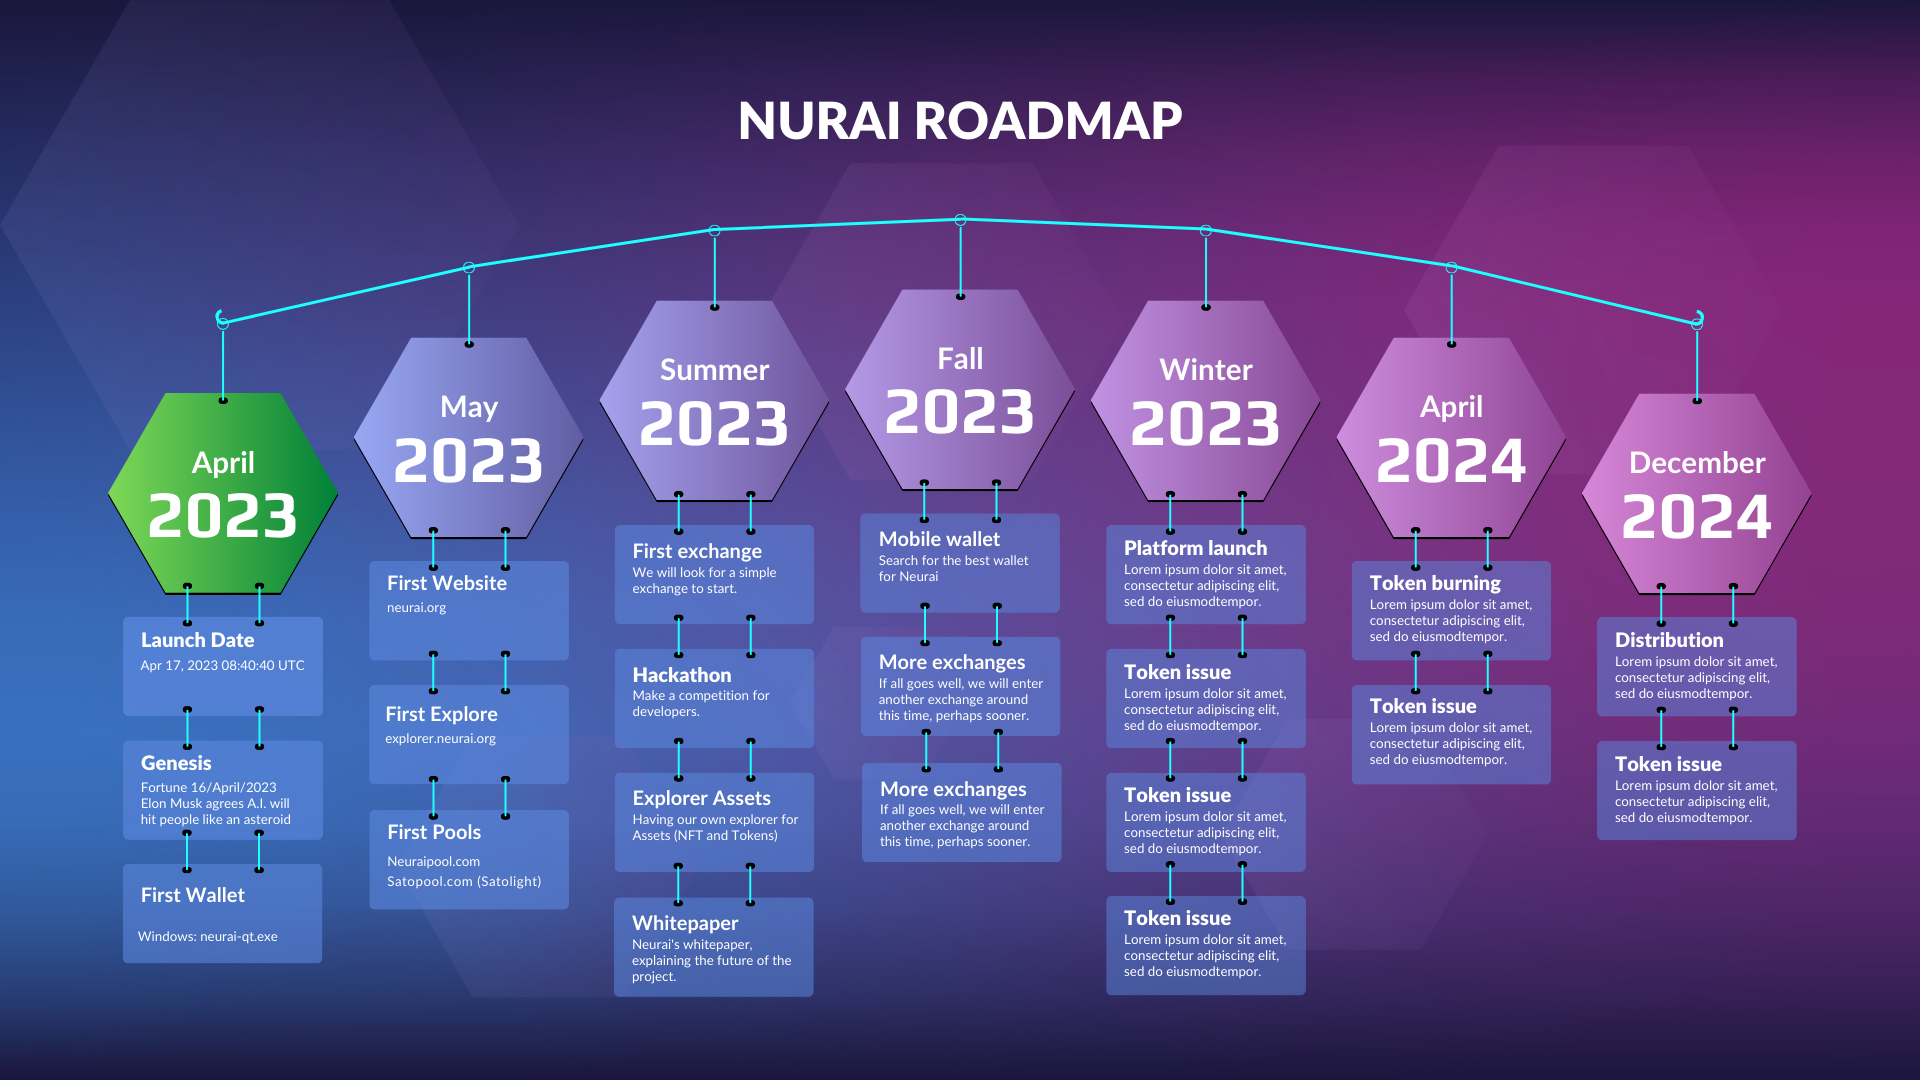 NURAI ROADMAP
April
2023
Launch Date
Apr 17, 2023 08:40:40 UTC
Genesis
Fortune 16/April/2023
Elon Musk agrees A.I. will
hit people like an asteroid
First Wallet
Windows: neurai-qt.exe
May
2023
First Website
neurai.org
First Explore
explorer.neurai.org
First Pools
Neuraipool.com
Satopool.com (Satolight)
Summer
2023
First exchange
We will look for a simple
exchange to start.
Hackathon
Make a competition for
developers.
Explorer Assets
Having our own explorer for
Assets (NFT and Tokens)
Whitepaper
Neurai's whitepaper,
explaining the future of the
project.
Fall
2023
Mobile wallet
Search for the best wallet
for Neurai
More exchanges
If all goes well, we will enter
another exchange around
this time, perhaps sooner.
More exchanges
If all goes well, we will enter
another exchange around
this time, perhaps sooner.
Winter
2023
Platform launch
Lorem ipsum dolor sit amet,
consectetur adipiscing elit,
sed do eiusmodtempor.
Token issue
Lorem ipsum dolor sit amet,
consectetur adipiscing elit,
sed do eiusmodtempor.
Token issue
Lorem ipsum dolor sit amet,
consectetur adipiscing elit,
sed do eiusmodtempor.
Token issue
Lorem ipsum dolor sit amet,
consectetur adipiscing elit,
sed do eiusmodtempor.
April
2024
Token burning
Lorem ipsum dolor sit amet,
consectetur adipiscing elit,
sed do eiusmodtempor.
Token issue
Lorem ipsum dolor sit amet,
consectetur adipiscing elit,
sed do eiusmodtempor.
December
2024
Distribution
Lorem ipsum dolor sit amet,
consectetur adipiscing elit,
sed do eiusmodtempor.
Token issue
Lorem ipsum dolor sit amet,
consectetur adipiscing elit,
sed do eiusmodtempor.